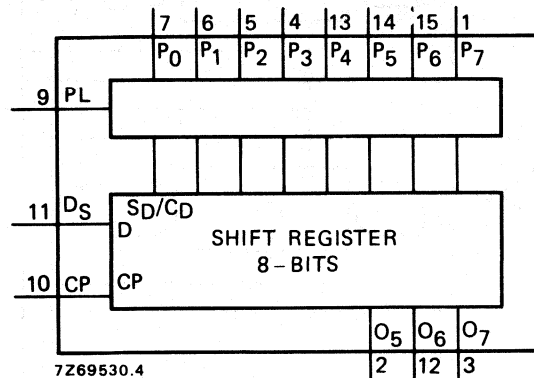 7 6 5 4 13 14 15 1
P0 P1 P2 P3 P4 P5 P6 P7
9 PL
11 DS
SD/CD
D
SHIFT REGISTER
8-BITS
10 CP
CP
O5 O6 O7
2 12 3
7Z69530.4